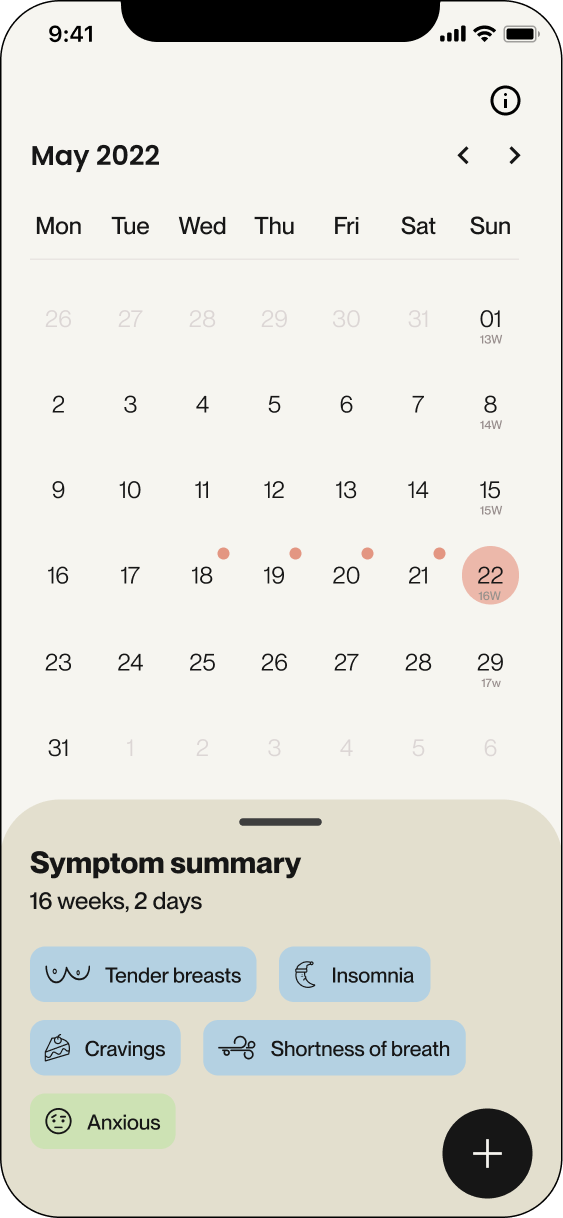 9:41
May 2022
Mon Tue Wed Thu Fri Sat Sun
26 27 28 29 30 31 01
13W
2 3 4 5 6 7 8
14W
9 10 11 12 13 14 15
15W
16 17 18 19 20 21 22
16W
23 24 25 26 27 28 29
17w
31 1 2 3 4 5 6
Symptom summary
16 weeks, 2 days
Tender breasts Insomnia
Cravings Shortness of breath
Anxious